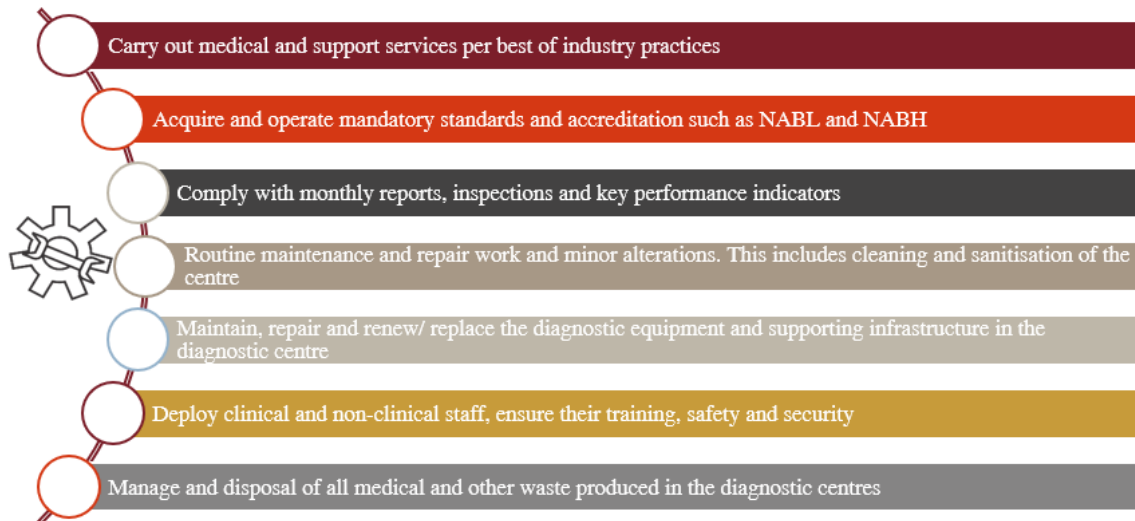 Carry out medical and support services per best of industry practices
Acquire and operate mandatory standards and accreditation such as NABL and NABH
Comply with monthly reports, inspections and key performance indicators
Routine maintenance and repair work and minor alterations. This includes cleaning and sanitisation of the
centre
Maintain, repair and renew/ replace the diagnostic equipment and supporting infrastructure in the
diagnostic centre
Deploy clinical and non-clinical staff, ensure their training, safety and security
Manage and disposal of all medical and other waste produced in the diagnostic centres